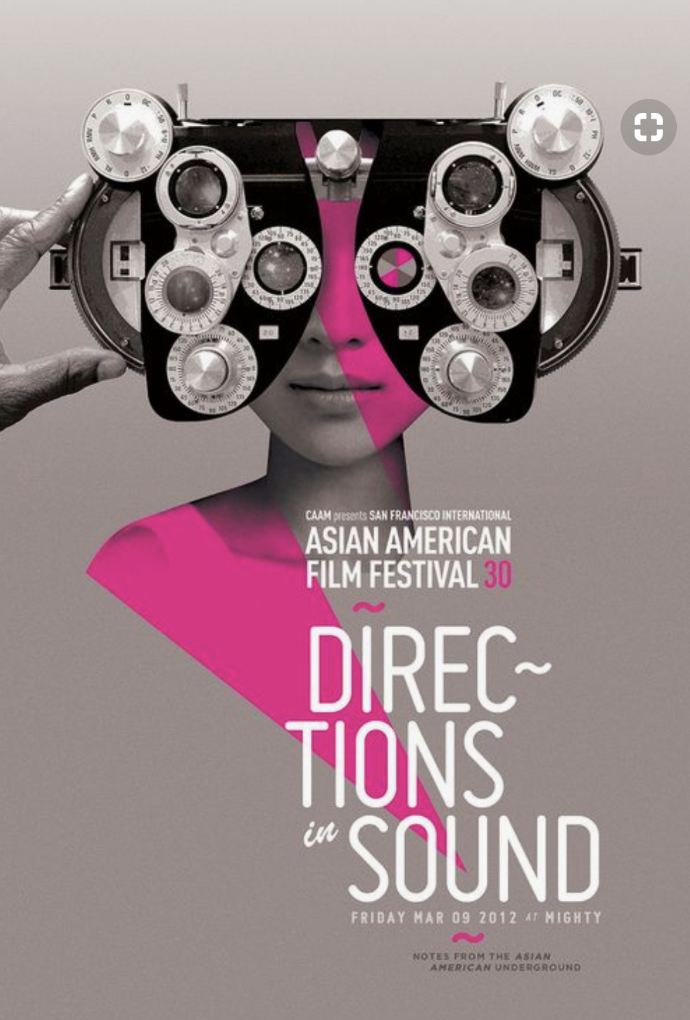 CAAM presents SAN FRANCISCO INTERNATIONAL
ASIAN AMERICAN
FILM FESTIVAL 30
DIREC~
TIONS
in SOUND
FRIDAY MAR 09 2012 AT MIGHTY
NOTES FROM THE ASIAN
AMERICAN UNDERGROUND